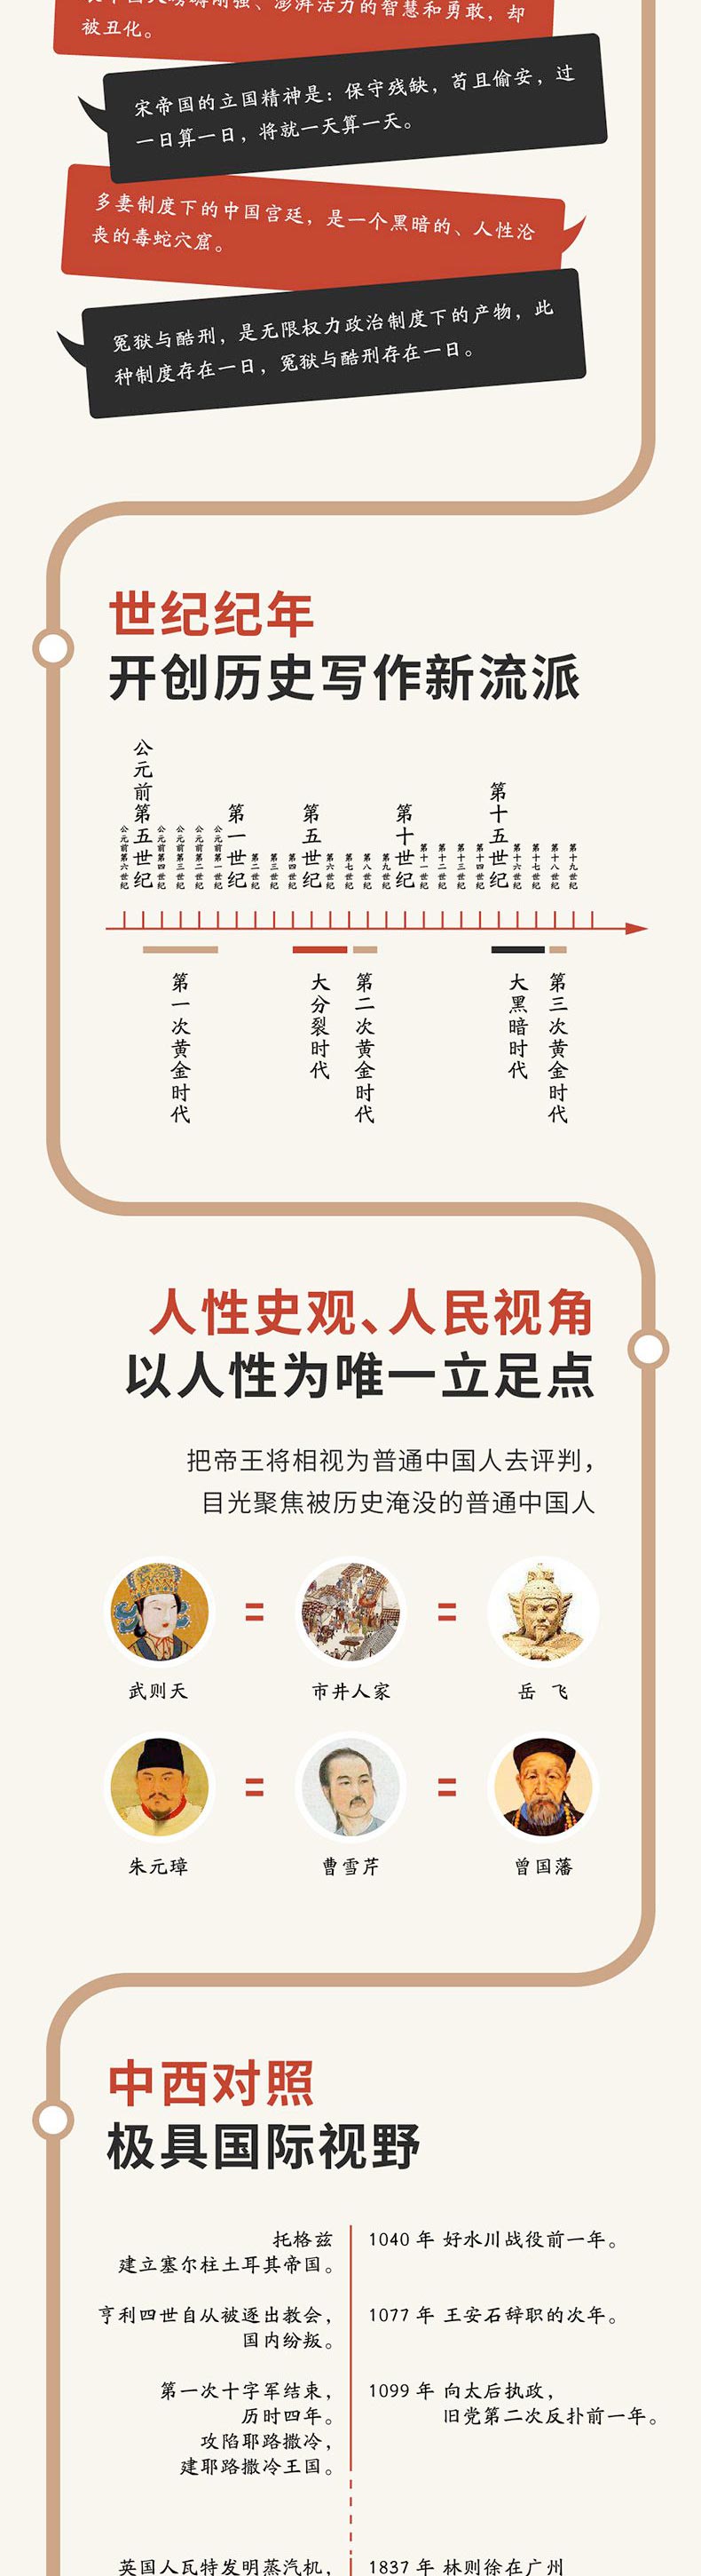 澎湃活力的智慧和勇敢，却
被丑化。
宋帝国的立国精神是：保守残缺，苟且偷安，过
一日算一日，将就一天算一天。
多妻制度下的中国宫廷，是一个黑暗的、人性沦
丧的毒蛇穴窟。
冤狱与酷刑，是无限权力政治制度下的产物，此
种制度存在一日，冤狱与酷刑存在一日。
世纪纪年
开创历史写作新流派
公元前第六世纪
公元前第五世纪
公元前第四世纪
公元前第三世纪
公元前第二世纪
公元前第一世纪
第一世纪
第二世纪
第三世纪
第四世纪
第五世纪
第六世纪
第七世纪
第八世纪
第九世纪
第十世纪
第十一世纪
第十二世纪
第十三世纪
第十四世纪
第十五世纪
第十六世纪
第十七世纪
第十八世纪
第十九世纪
第一次黄金时代
大分裂时代
第二次黄金时代
大黑暗时代
第三次黄金时代
人性史观、人民视角
以人性为唯一立足点
把帝王将相视为普通中国人去评判，
目光聚焦被历史淹没的普通中国人
武则天 = 市井人家 = 岳 飞
朱元璋 = 曹雪芹 = 曾国藩
中西对照
极具国际视野
托格兹
建立塞尔柱土耳其帝国。
1040 年 好水川战役前一年。
亨利四世自从被逐出教会，
国内纷叛。
1077 年 王安石辞职的次年。
第一次十字军结束，
历时四年。
攻陷耶路撒冷，
建耶路撒冷王国。
1099 年 向太后执政，
旧党第二次反扑前一年。
英国人瓦特发明蒸汽机，
1837 年 林则徐在广州